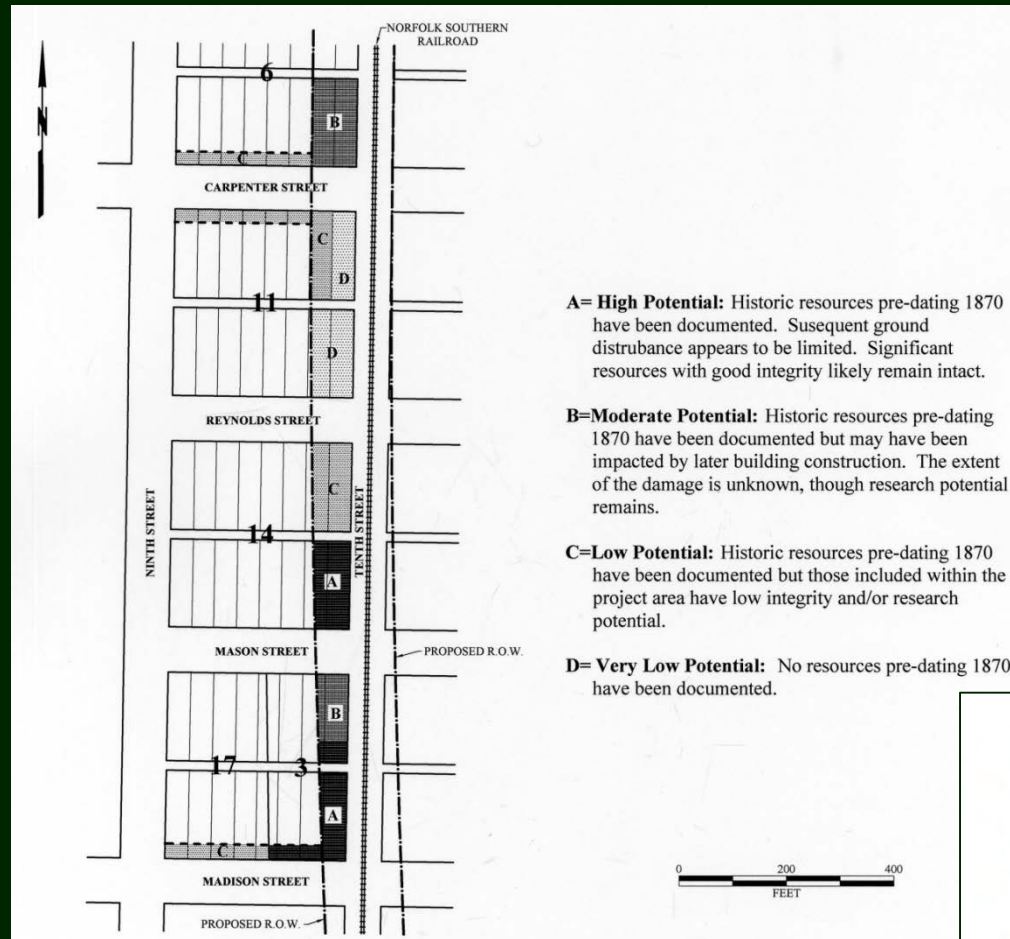 NORFOLK SOUTHERN
RAILROAD
N
6
B
C
CARPENTER STREET
C
D
11
D
REYNOLDS STREET
C
NINTH STREET
TENTH STREET
14
A
MASON STREET
PROPOSED R.O.W.
B
17
3
A
C
MADISON STREET
PROPOSED R.O.W.
A= High Potential: Historic resources pre-dating 1870
have been documented. Susequent ground
distrubance appears to be limited. Significant
resources with good integrity likely remain intact.
B=Moderate Potential: Historic resources pre-dating
1870 have been documented but may have been
impacted by later building construction. The extent
of the damage is unknown, though research potential
remains.
C=Low Potential: Historic resources pre-dating 1870
have been documented but those included within the
project area have low integrity and/or research
potential.
D= Very Low Potential: No resources pre-dating 1870
have been documented.
0 200 400
FEET